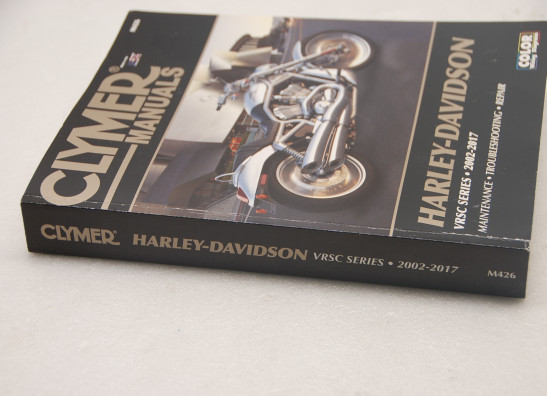 CLYMER®
MANUALS
HARLEY-DAVIDSON
VRSC SERIES • 2002-2017
MAINTENANCE • TROUBLESHOOTING • REPAIR
COLOR
CLYMER® HARLEY-DAVIDSON VRSC SERIES • 2002-2017 M426